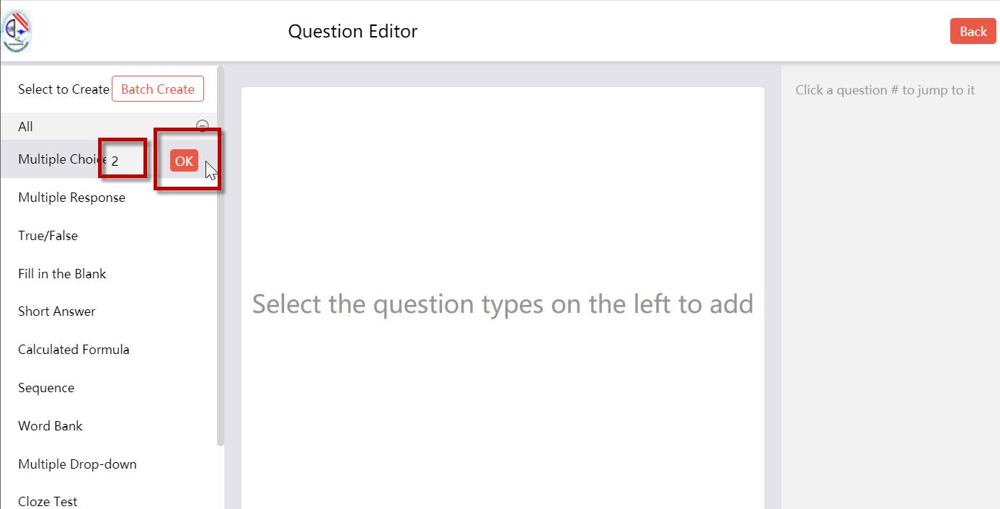 Question Editor
Back
Select to Create
Batch Create
All
Multiple Choice
2
OK
Multiple Response
True/False
Fill in the Blank
Short Answer
Calculated Formula
Sequence
Word Bank
Multiple Drop-down
Cloze Test
Select the question types on the left to add
Click a question # to jump to it